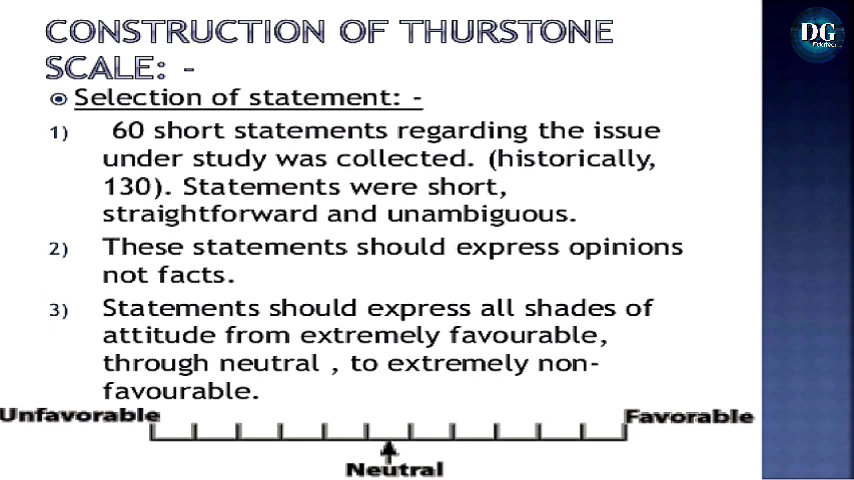 CONSTRUCTION OF THURSTONE
SCALE: -
Selection of statement: -
1) 60 short statements regarding the issue
under study was collected. (historically,
130). Statements were short,
straightforward and unambiguous.
2) These statements should express opinions
not facts.
3) Statements should express all shades of
attitude from extremely favourable,
through neutral , to extremely non-
favourable.
Unfavorable Favorable
Neutral
DG